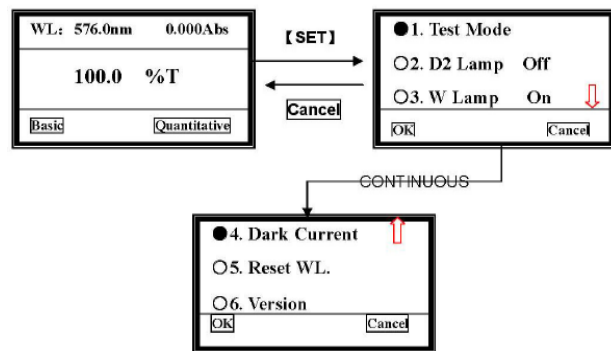 WL: 576.0nm 0.000Abs
100.0 %T
Basic Quantitative
【SET】
Cancel
●1. Test Mode
○2. D2 Lamp Off
○3. W Lamp On
OK Cancel
CONTINUOUS
●4. Dark Current
○5. Reset WL.
○6. Version
OK Cancel